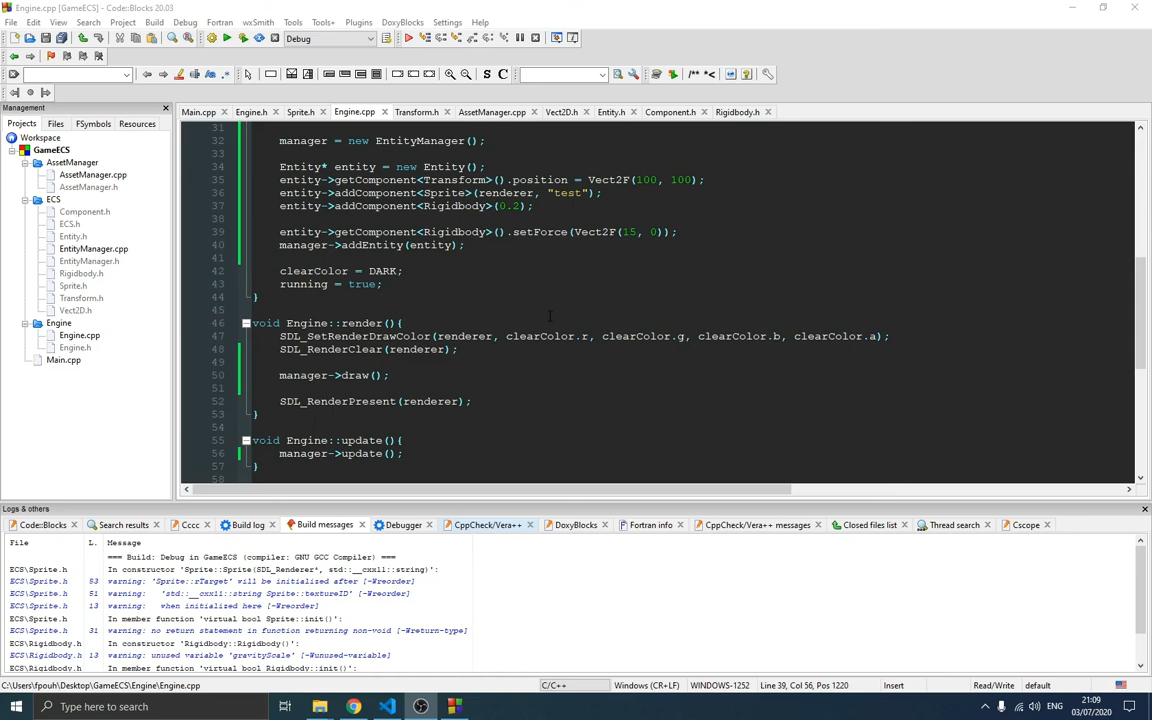 Engine.cpp [GameECS] - Code::Blocks 20.03
File Edit View Search Project Build Debug Fortran wxSmith Tools Tools+ Plugins DoxyBlocks Settings Help
Debug
S C /** *<
Management
Projects Files FSymbols Resources
Workspace
GameECS
AssetManager
AssetManager.cpp
AssetManager.h
ECS
Component.h
ECS.h
Entity.h
EntityManager.cpp
EntityManager.h
Rigidbody.h
Sprite.h
Transform.h
Vect2D.h
Engine
Engine.cpp
Engine.h
Main.cpp
Main.cpp Engine.h Sprite.h Engine.cpp Transform.h AssetManager.cpp Vect2D.h Entity.h Component.h Rigidbody.h
31
32 manager = new EntityManager();
33
34 Entity* entity = new Entity();
35 entity->getComponent<Transform>().position = Vect2F(100, 100);
36 entity->addComponent<Sprite>(renderer, "test");
37 entity->addComponent<Rigidbody>(0.2);
38
39 entity->getComponent<Rigidbody>().setForce(Vect2F(15, 0));
40 manager->addEntity(entity);
41
42 clearColor = DARK;
43 running = true;
44 }
45
46 void Engine::render(){
47 SDL_SetRenderDrawColor(renderer, clearColor.r, clearColor.g, clearColor.b, clearColor.a);
48 SDL_RenderClear(renderer);
49
50 manager->draw();
51
52 SDL_RenderPresent(renderer);
53 }
54
55 void Engine::update(){
56 manager->update();
57 }
58
Logs & others
Code::Blocks Search results Cccc Build log Build messages Debugger CppCheck/Vera++ DoxyBlocks Fortran info CppCheck/Vera++ messages Closed files list Thread search Cscope
File L. Message
=== Build: Debug in GameECS (compiler: GNU GCC Compiler) ===
ECS\Sprite.h In constructor 'Sprite::Sprite(SDL_Renderer*, std::__cxx11::string)':
ECS\Sprite.h 53 warning: 'Sprite::rTarget' will be initialized after [-Wreorder]
ECS\Sprite.h 51 warning: 'std::__cxx11::string Sprite::textureID' [-Wreorder]
ECS\Sprite.h 13 warning: when initialized here [-Wreorder]
ECS\Sprite.h In member function 'virtual bool Sprite::init()':
ECS\Sprite.h 31 warning: no return statement in function returning non-void [-Wreturn-type]
ECS\Rigidbody.h In constructor 'Rigidbody::Rigidbody()':
ECS\Rigidbody.h 13 warning: unused variable 'gravityScale' [-Wunused-variable]
ECS\Rigidbody.h In member function 'virtual bool Rigidbody::init()':
C:\Users\fpouh\Desktop\GameECS\Engine\Engine.cpp C/C++ Windows (CR+LF) WINDOWS-1252 Line 39, Col 56, Pos 1220 Insert Read/Write default
Type here to search
ENG
21:09
03/07/2020